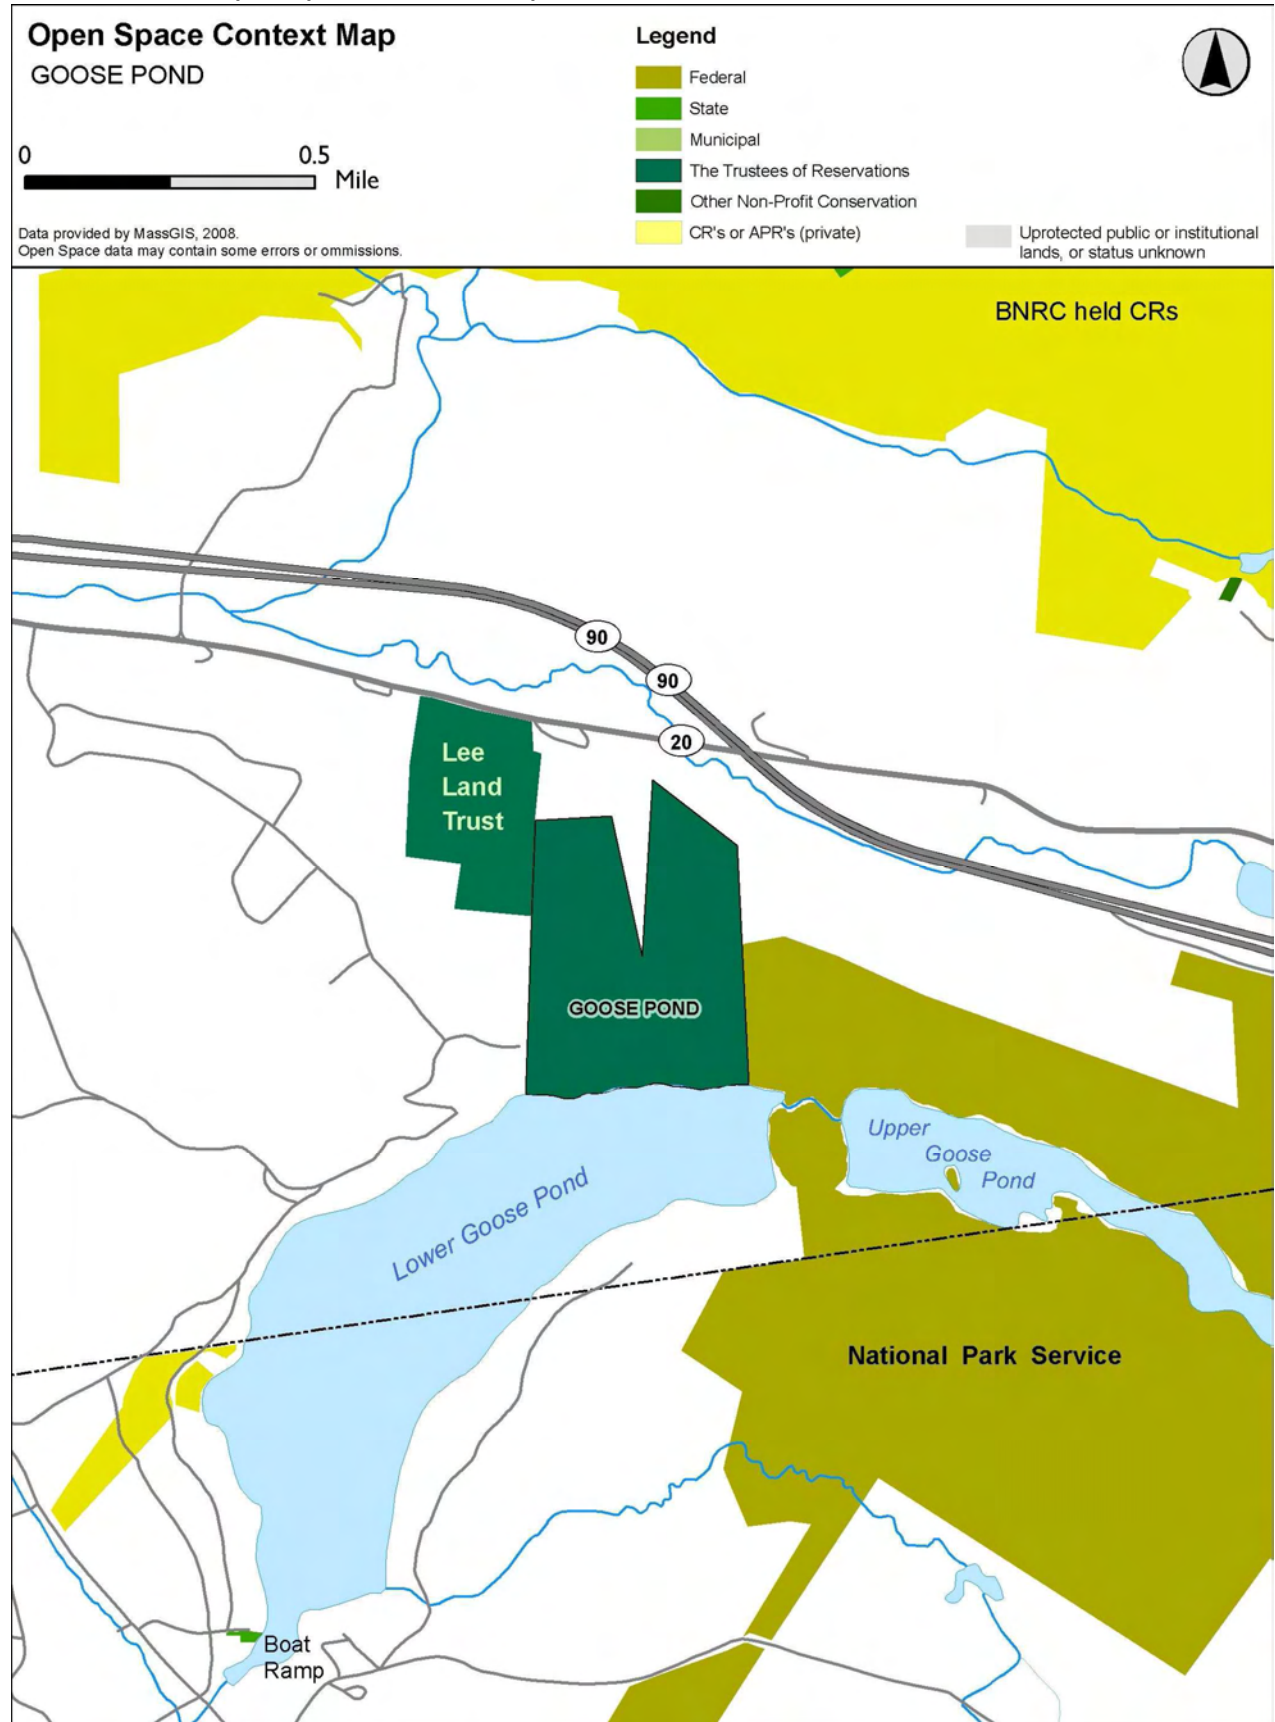 Open Space Context Map
GOOSE POND
0 0.5
Mile
Data provided by MassGIS, 2008.
Open Space data may contain some errors or ommissions.
Legend
Federal
State
Municipal
The Trustees of Reservations
Other Non-Profit Conservation
CR's or APR's (private)
Uprotected public or institutional
lands, or status unknown
BNRC held CRs
90
90
20
Lee
Land
Trust
GOOSE POND
Upper
Goose
Pond
Lower Goose Pond
National Park Service
Boat
Ramp